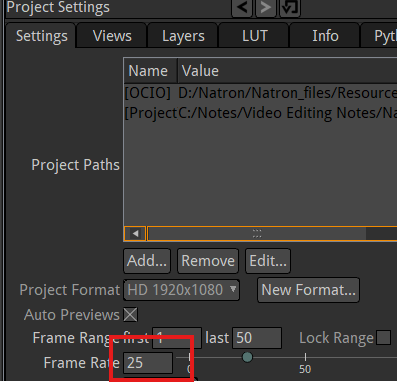 Project Settings
Settings Views Layers LUT Info Pyt
Name Value
[OCIO] D:/Natron/Natron_files/Resource
[Project C:/Notes/Video Editing Notes/Na
Project Paths
Add... Remove Edit...
Project Format HD 1920x1080 New Format...
Auto Previews
Frame Range first 1 last 50 Lock Range
Frame Rate 25 0 50